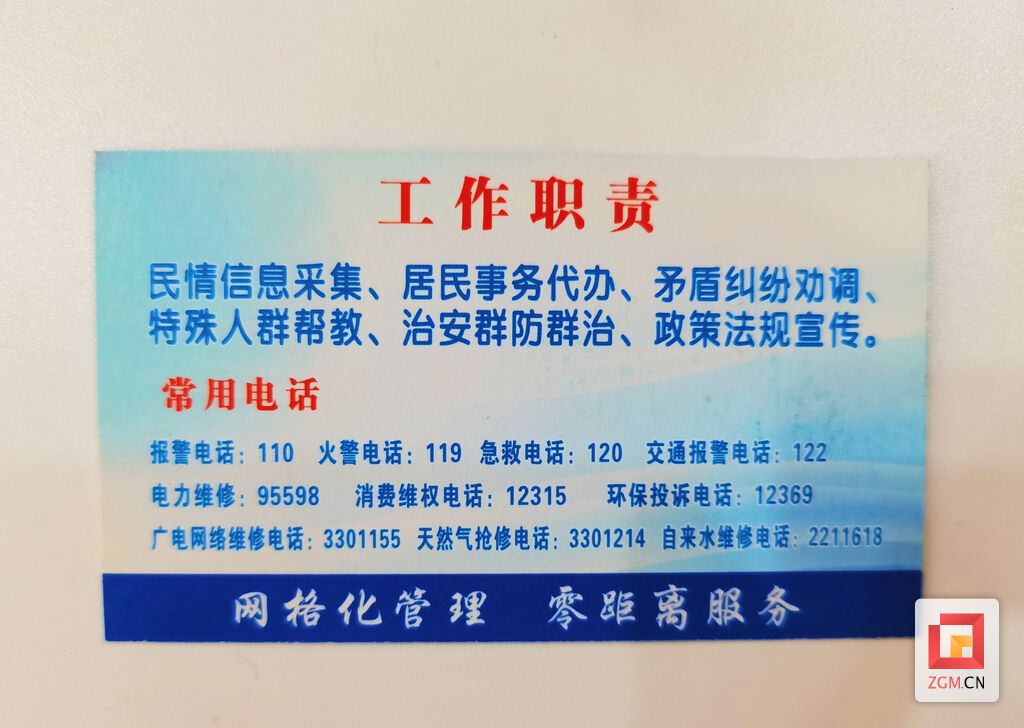 工作职责
民情信息采集、居民事务代办、矛盾纠纷劝调、
特殊人群帮教、治安群防群治、政策法规宣传。
常用电话
报警电话：110 火警电话：119 急救电话：120 交通报警电话：122
电力维修：95598 消费维权电话：12315 环保投诉电话：12369
广电网络维修电话：3301155 天然气抢修电话：3301214 自来水维修电话：2211618
网格化管理 零距离服务
ZGM.CN